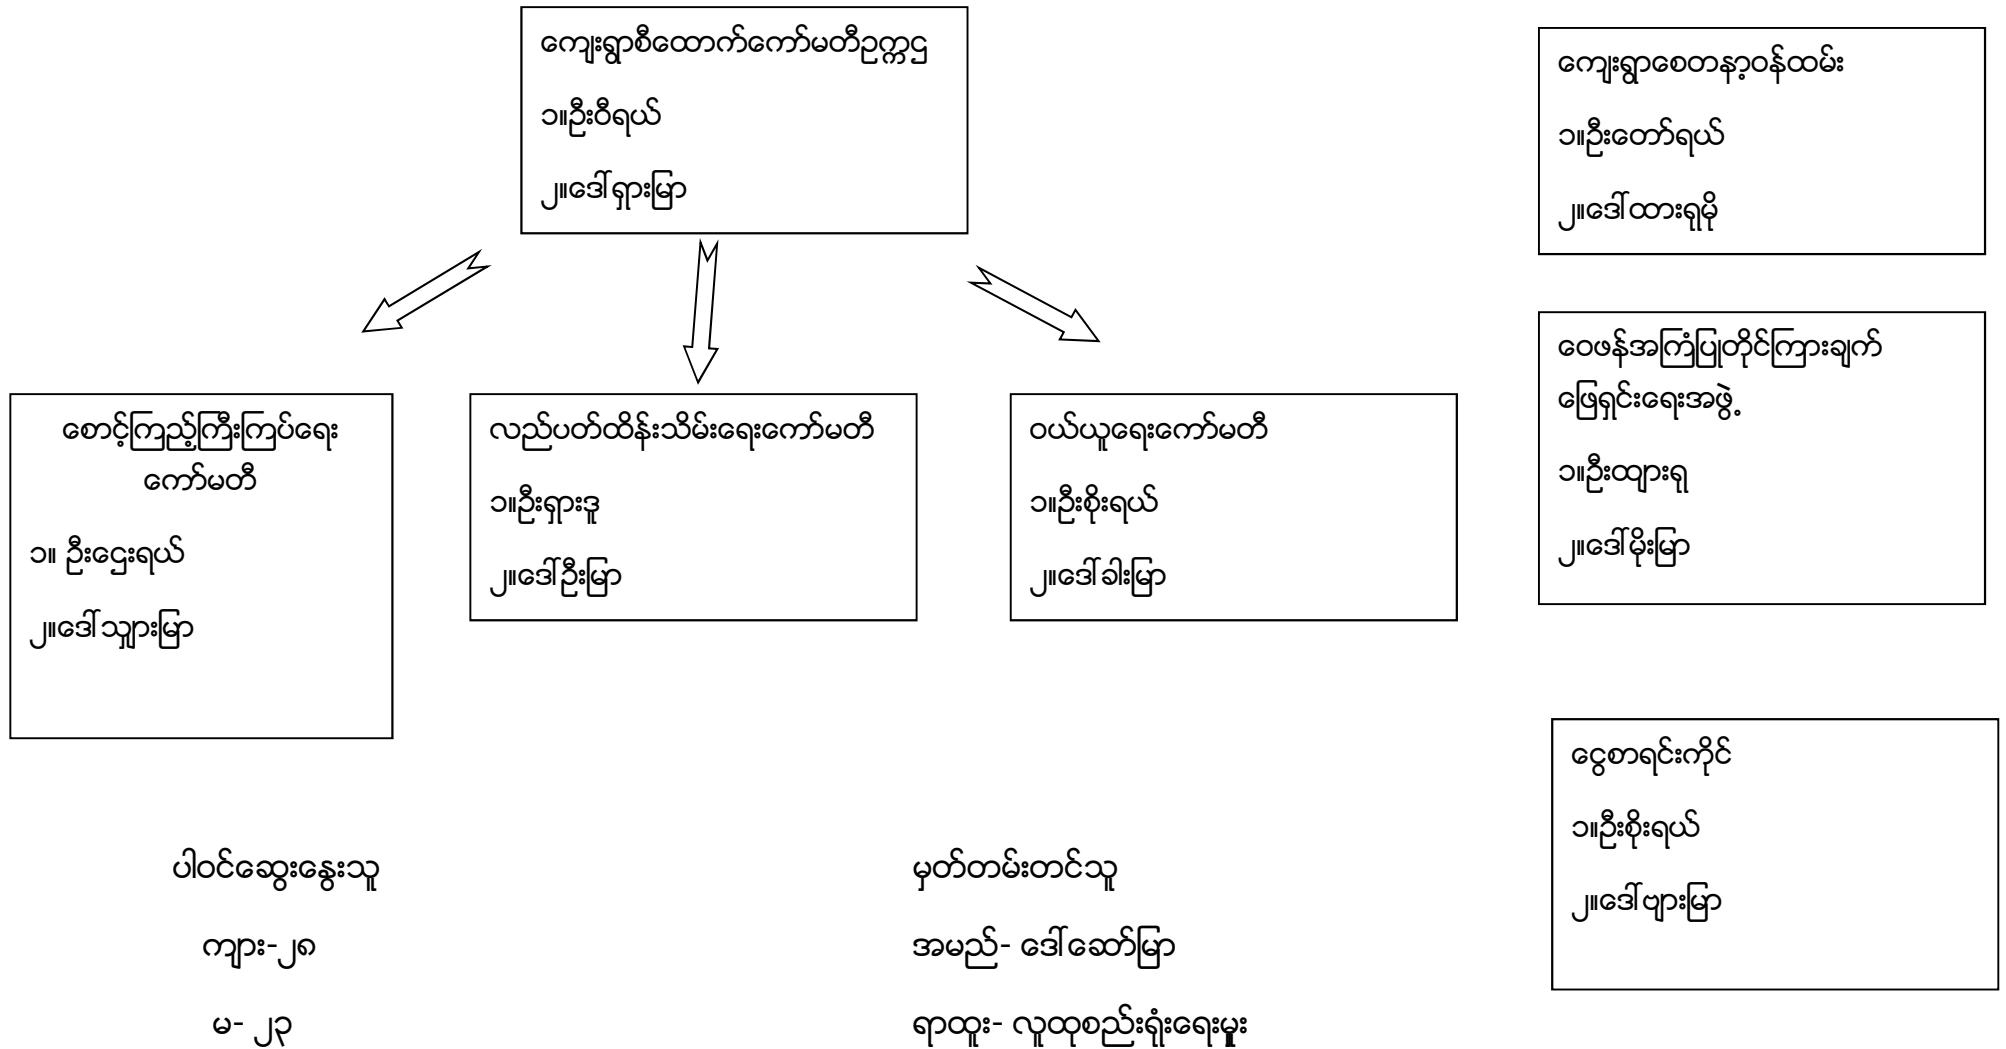 ကျေးရွာစီထောက်ကော်မတီဥက္ကဌ
၁။ဦးဝီရယ်
၂။ဒေါ်ရှားမြာ
ကျေးရွာစေတနာ့ဝန်ထမ်း
၁။ဦးတော်ရယ်
၂။ဒေါ်ထားရုမို
ဝေဖန်အကြံပြုတိုင်ကြားချက်
ဖြေရှင်းရေးအဖွဲ့
၁။ဦးထျားရု
၂။ဒေါ်မိုးမြာ
စောင့်ကြည့်ကြီးကြပ်ရေး
ကော်မတီ
၁။ ဦးဌေးရယ်
၂။ဒေါ်သျှားမြာ
လည်ပတ်ထိန်းသိမ်းရေးကော်မတီ
၁။ဦးရှားဒူ
၂။ဒေါ်ဦးမြာ
ဝယ်ယူရေးကော်မတီ
၁။ဦးစိုးရယ်
၂။ဒေါ်ခါးမြာ
ငွေစာရင်းကိုင်
၁။ဦးစိုးရယ်
၂။ဒေါ်ဗျားမြာ
ပါဝင်ဆွေးနွေးသူ
ကျား-၂၈
မ- ၂၃
မှတ်တမ်းတင်သူ
အမည်- ဒေါ်ဆော်မြာ
ရာထူး- လူထုစည်းရုံးရေးမှူး